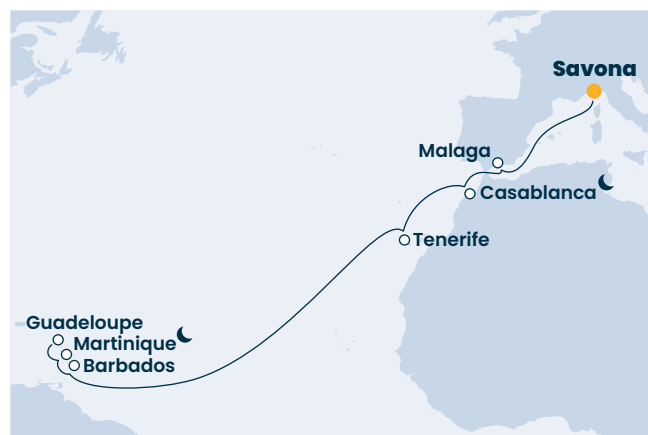 Savona
Malaga
Casablanca
Tenerife
Guadeloupe
Martinique
Barbados